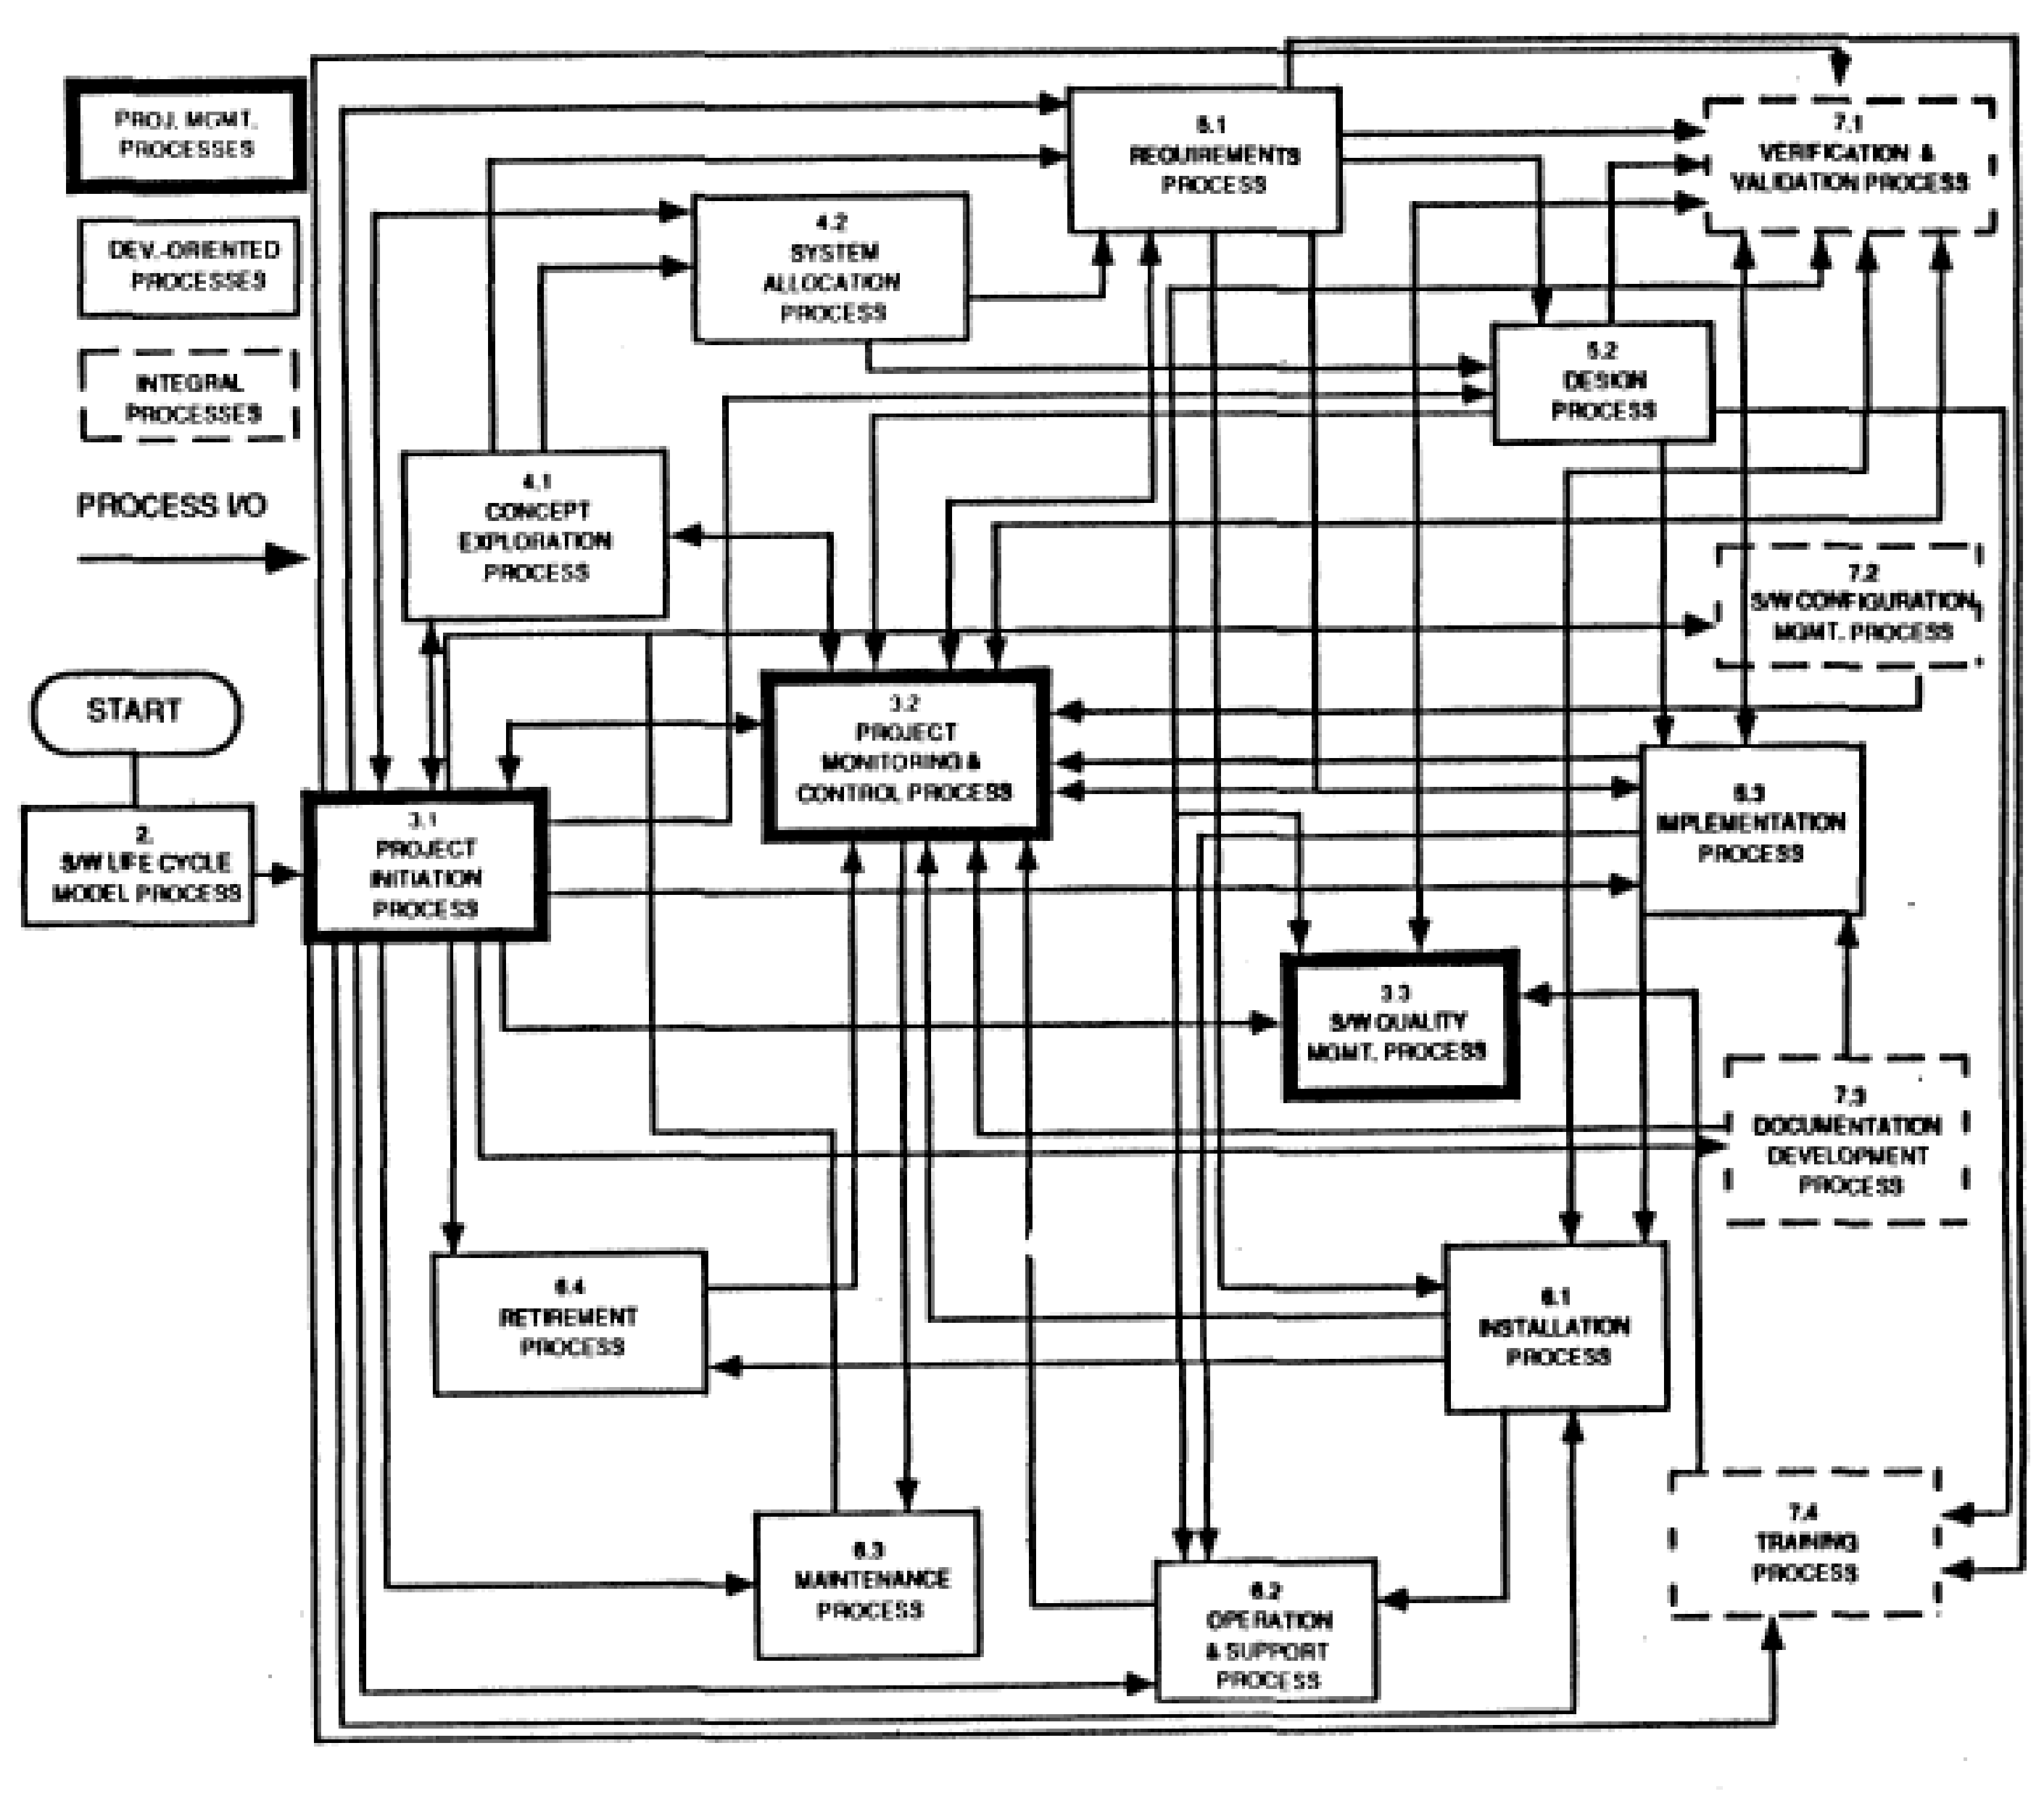 PROJ. MGMT.
PROCESSES
DEV.-ORIENTED
PROCESSES
INTEGRAL
PROCESSES
PROCESS I/O
START
2.
S/W LIFE CYCLE
MODEL PROCESS
3.1
PROJECT
INITIATION
PROCESS
4.1
CONCEPT
EXPLORATION
PROCESS
4.2
SYSTEM
ALLOCATION
PROCESS
5.1
REQUIREMENTS
PROCESS
7.1
VERIFICATION &
VALIDATION PROCESS
5.2
DESIGN
PROCESS
7.2
S/W CONFIGURATION
MGMT. PROCESS
3.2
PROJECT
MONITORING &
CONTROL PROCESS
5.3
IMPLEMENTATION
PROCESS
3.3
S/W QUALITY
MGMT. PROCESS
7.3
DOCUMENTATION
DEVELOPMENT
PROCESS
6.4
RETIREMENT
PROCESS
6.1
INSTALLATION
PROCESS
6.3
MAINTENANCE
PROCESS
6.2
OPERATION
& SUPPORT
PROCESS
7.4
TRAINING
PROCESS